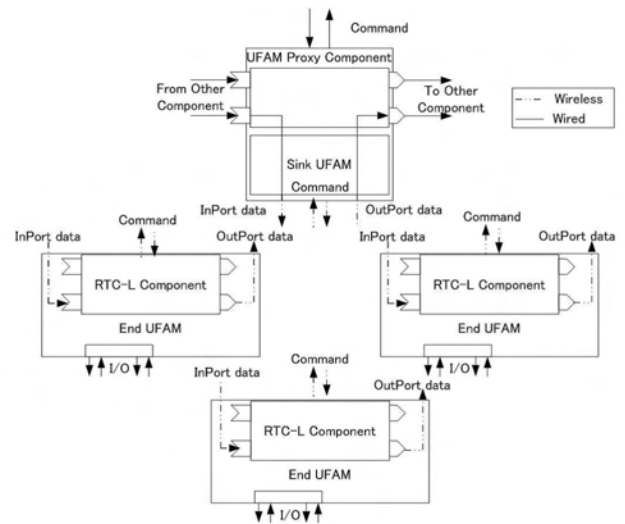 Command
UFAM Proxy Component
From Other
Component
To Other
Component
Wireless
Wired
Sink UFAM
Command
InPort data
OutPort data
Command
InPort data
OutPort data
RTC-L Component
End UFAM
I/O
Command
InPort data
OutPort data
RTC-L Component
End UFAM
I/O
Command
InPort data
OutPort data
RTC-L Component
End UFAM
I/O